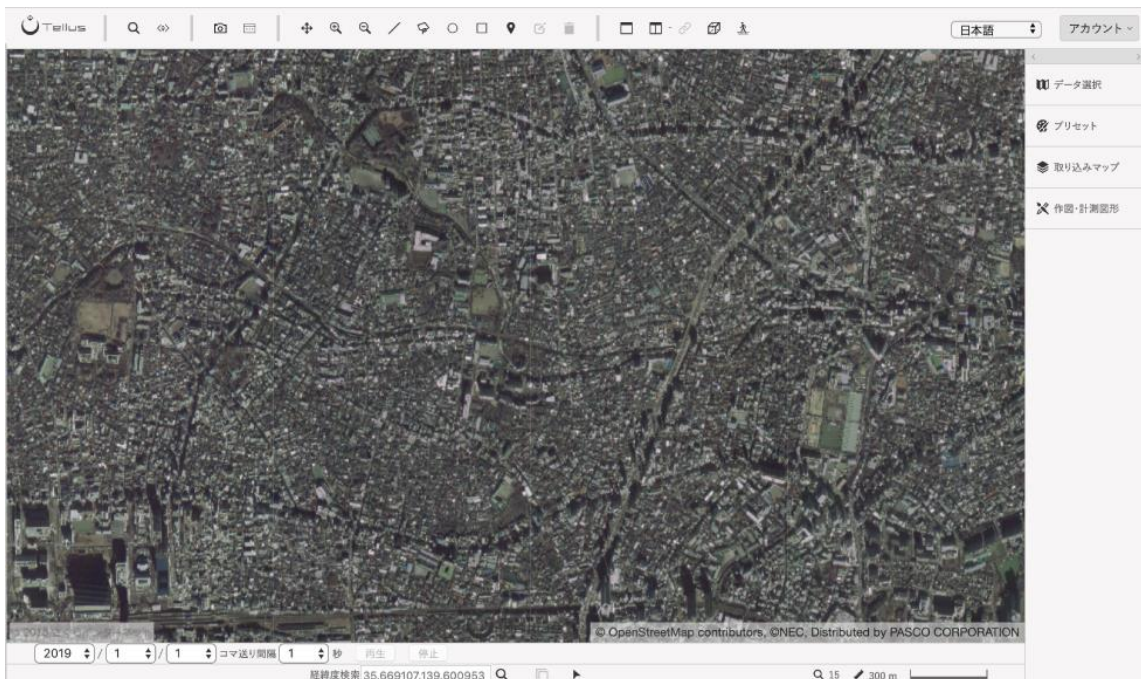 Tellus
日本語
アカウント
データ選択
プリセット
取り込みマップ
作図・計測図形
© OpenStreetMap contributors, ©NEC, Distributed by PASCO CORPORATION
2019 / 1 / 1 コマ送り間隔 1 秒 再生 停止
経緯度検索 35.669107,139.600953 15 300 m